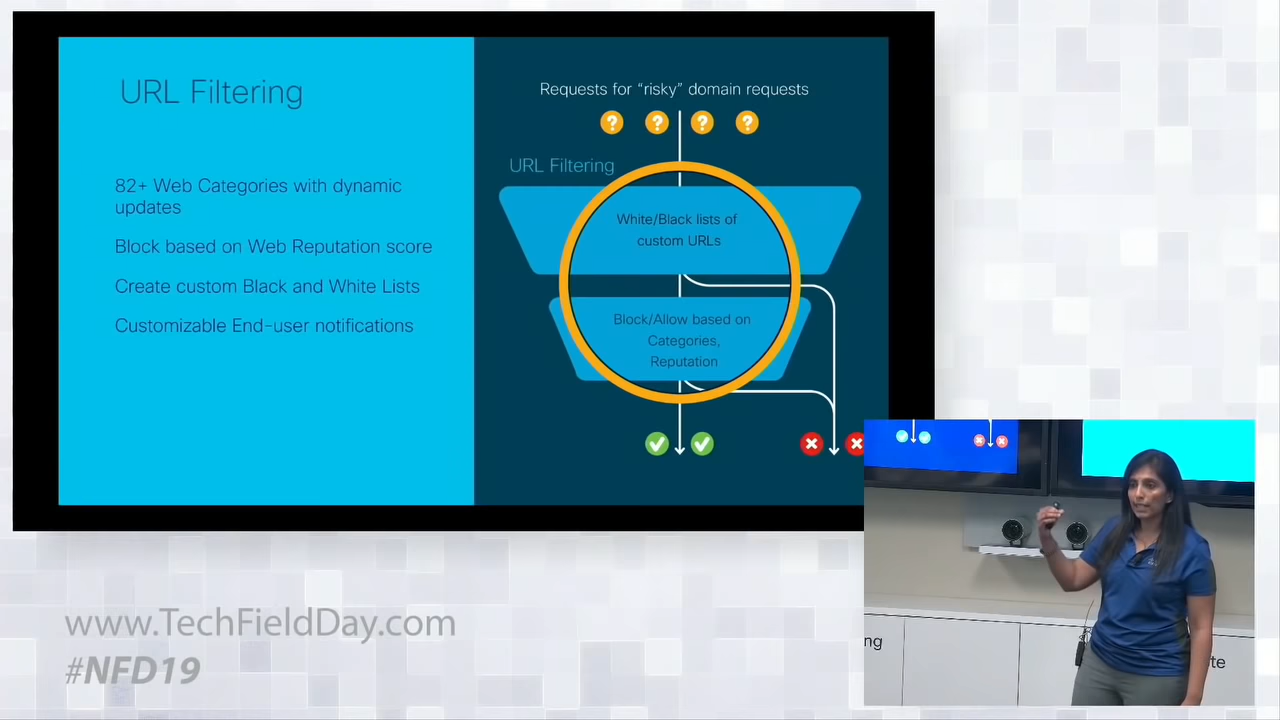 URL Filtering
82+ Web Categories with dynamic
updates
Block based on Web Reputation score
Create custom Black and White Lists
Customizable End-user notifications
Requests for “risky” domain requests
? ? ? ?
URL Filtering
White/Black lists of
custom URLs
Block/Allow based on
Categories,
Reputation
ng
te
www.TechFieldDay.com
#NFD19